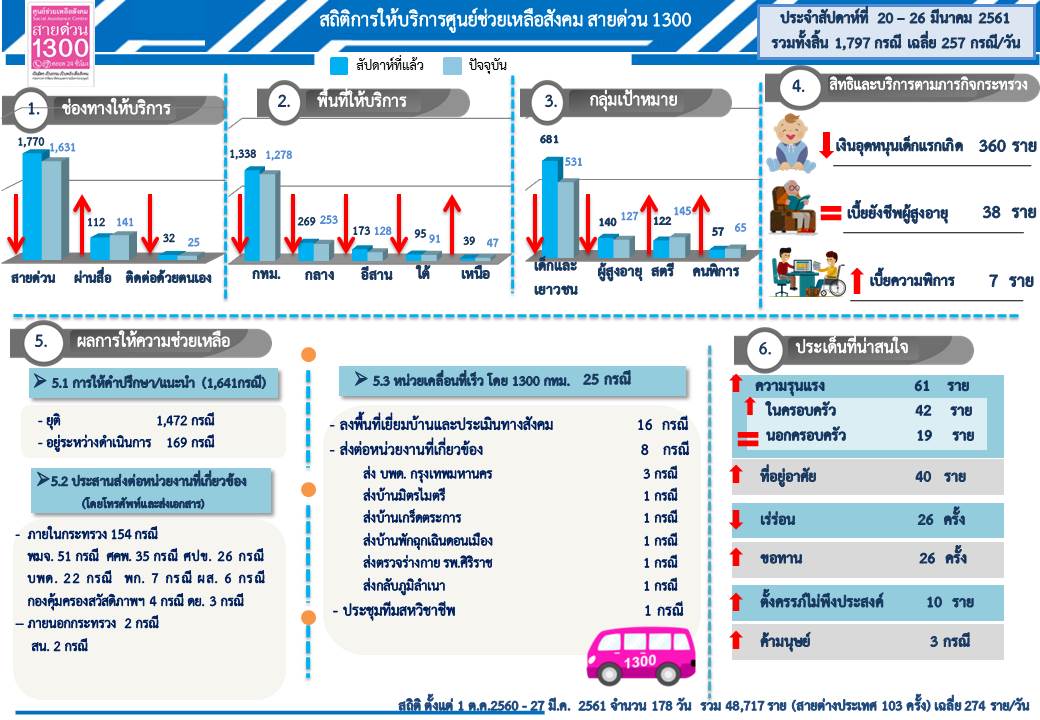 ศูนย์ช่วยเหลือสังคม
Social Assistance Center
สายด่วน
1300
ตลอด 24 ชั่วโมง
สถิติการให้บริการศูนย์ช่วยเหลือสังคม สายด่วน 1300
ประจำสัปดาห์ที่ 20 – 26 มีนาคม 2561
รวมทั้งสิ้น 1,797 กรณี เฉลี่ย 257 กรณี/วัน
สัปดาห์ที่แล้ว ปัจจุบัน
1. ช่องทางให้บริการ
1,770 1,631
112 141
32 25
สายด่วน ผ่านสื่อ ติดต่อด้วยตนเอง
2. พื้นที่ให้บริการ
1,338 1,278
269 253
173 128
95 91
39 47
กทม. กลาง อีสาน ใต้ เหนือ
3. กลุ่มเป้าหมาย
681 531
140 127
122 145
57 65
เด็กและ
เยาวชน ผู้สูงอายุ สตรี คนพิการ
4. สิทธิและบริการตามภารกิจกระทรวง
เงินอุดหนุนเด็กแรกเกิด 360 ราย
เบี้ยยังชีพผู้สูงอายุ 38 ราย
เบี้ยความพิการ 7 ราย
5. ผลการให้ความช่วยเหลือ
5.1 การให้คำปรึกษา/แนะนำ (1,641กรณี)
- ยุติ 1,472 กรณี
- อยู่ระหว่างดำเนินการ 169 กรณี
5.2 ประสานส่งต่อหน่วยงานที่เกี่ยวข้อง
(โดยโทรศัพท์และส่งเอกสาร)
- ภายในกระทรวง 154 กรณี
พมจ. 51 กรณี ศคพ. 35 กรณี ศปข. 26 กรณี
บพด. 22 กรณี พก. 7 กรณี ผส. 6 กรณี
กองคุ้มครองสวัสดิภาพฯ 4 กรณี ดย. 3 กรณี
– ภายนอกกระทรวง 2 กรณี
สน. 2 กรณี
5.3 หน่วยเคลื่อนที่เร็ว โดย 1300 กทม. 25 กรณี
- ลงพื้นที่เยี่ยมบ้านและประเมินทางสังคม 16 กรณี
- ส่งต่อหน่วยงานที่เกี่ยวข้อง 8 กรณี
ส่ง บพด. กรุงเทพมหานคร 3 กรณี
ส่งบ้านมิตรไมตรี 1 กรณี
ส่งบ้านเกร็ดตระการ 1 กรณี
ส่งบ้านพักฉุกเฉินดอนเมือง 1 กรณี
ส่งตรวจร่างกาย รพ.ศิริราช 1 กรณี
ส่งกลับภูมิลำเนา 1 กรณี
- ประชุมทีมสหวิชาชีพ 1 กรณี
1300
6. ประเด็นที่น่าสนใจ
ความรุนแรง 61 ราย
ในครอบครัว 42 ราย
นอกครอบครัว 19 ราย
ที่อยู่อาศัย 40 ราย
เร่ร่อน 26 ครั้ง
ขอทาน 26 ครั้ง
ตั้งครรภ์ไม่พึงประสงค์ 10 ราย
ค้ามนุษย์ 3 กรณี
สถิติ ตั้งแต่ 1 ต.ค.2560 - 27 มี.ค. 2561 จำนวน 178 วัน รวม 48,717 ราย (สายต่างประเทศ 103 ครั้ง) เฉลี่ย 274 ราย/วัน